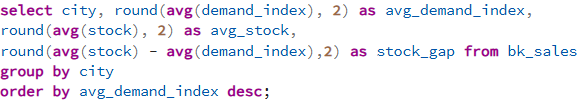 select city, round(avg(demand_index), 2) as avg_demand_index,
round(avg(stock), 2) as avg_stock,
round(avg(stock) - avg(demand_index),2) as stock_gap from bk_sales
group by city
order by avg_demand_index desc;